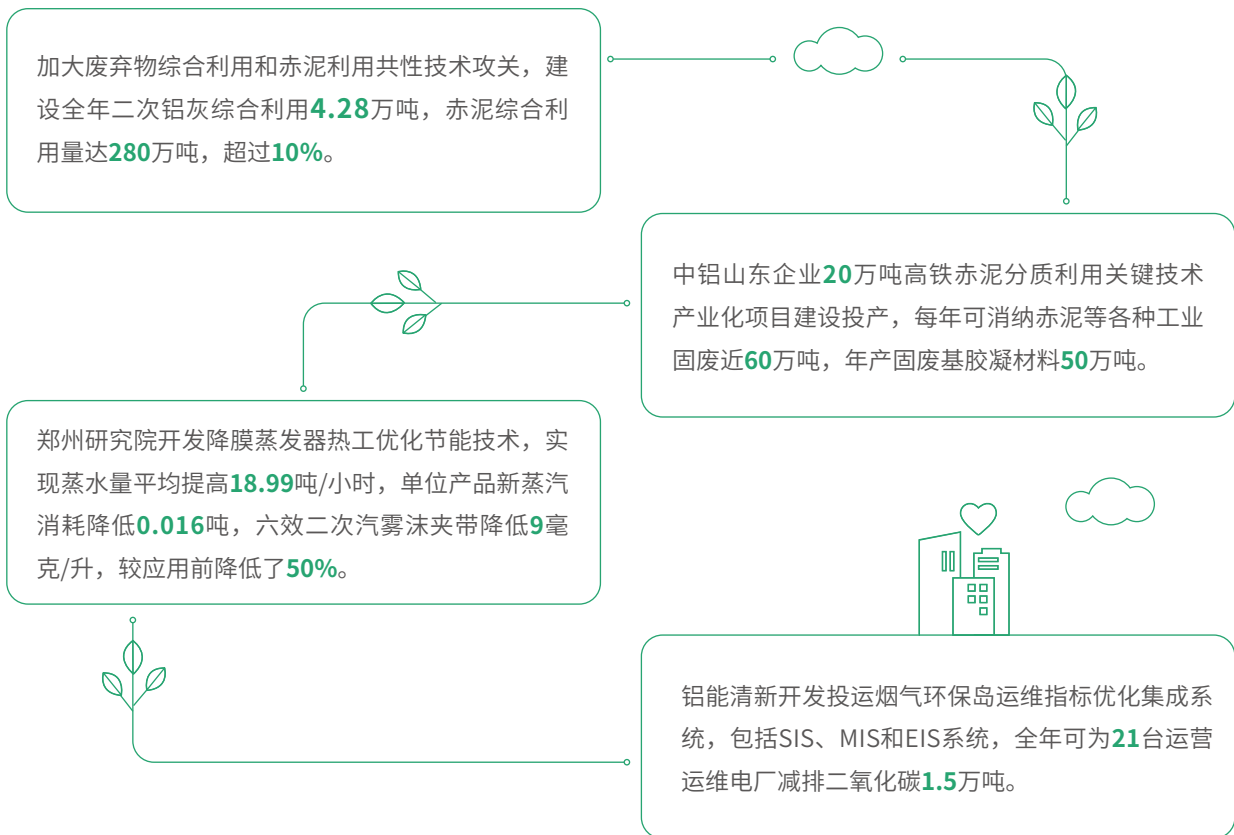 加大废弃物综合利用和赤泥利用共性技术攻关，建
设全年二次铝灰综合利用4.28万吨，赤泥综合利
用量达280万吨，超过10%。
中铝山东企业20万吨高铁赤泥分质利用关键技术
产业化项目建设投产，每年可消纳赤泥等各种工业
固废近60万吨，年产固废基胶凝材料50万吨。
郑州研究院开发降膜蒸发器热工优化节能技术，实
现蒸水量平均提高18.99吨/小时，单位产品新蒸汽
消耗降低0.016吨，六效二次汽雾沫夹带降低9毫
克/升，较应用前降低了50%。
铝能清新开发投运烟气环保岛运维指标优化集成系
统，包括SIS、MIS和EIS系统，全年可为21台运营
运维电厂减排二氧化碳1.5万吨。